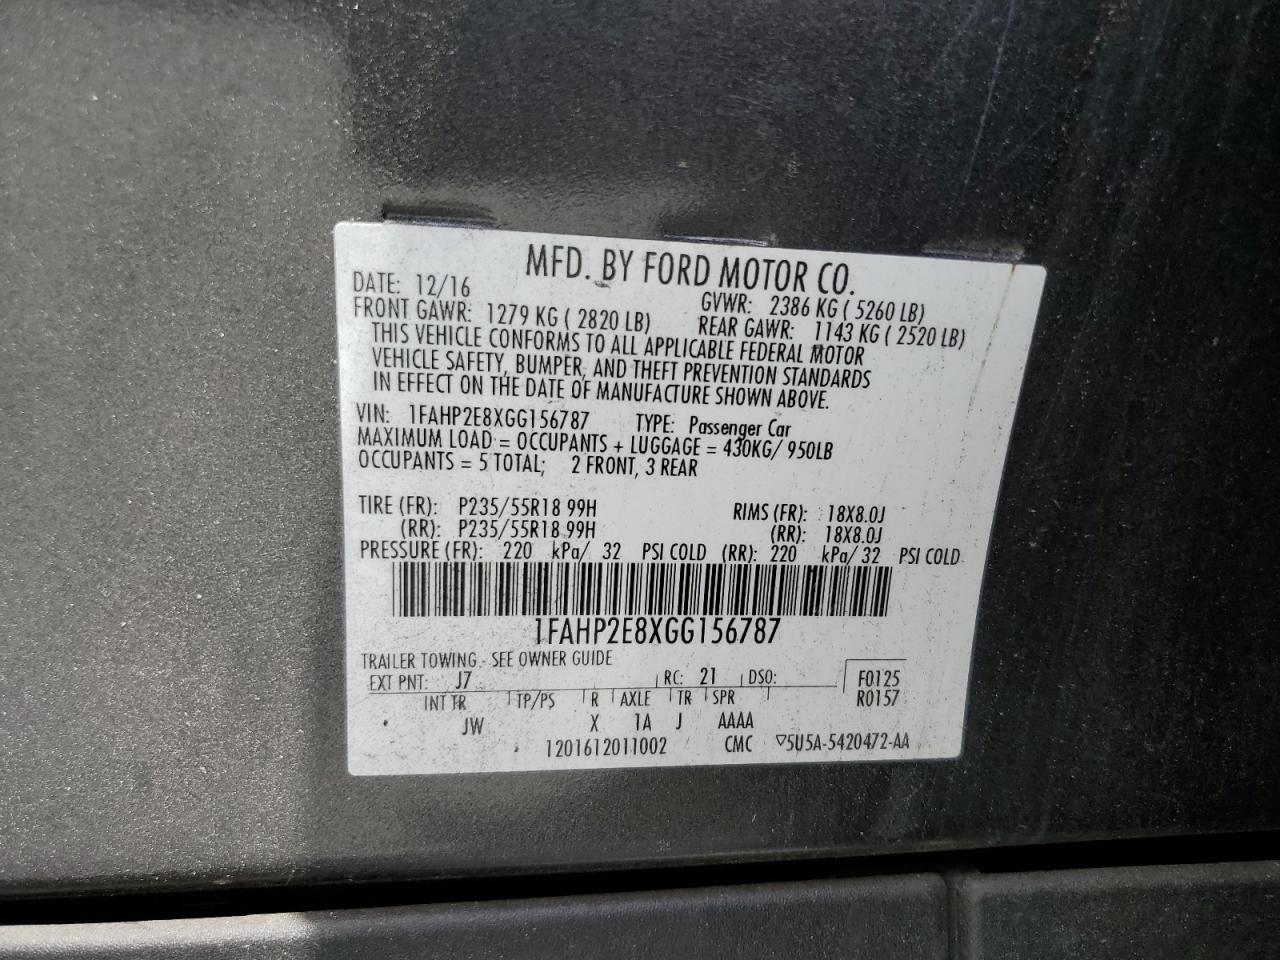 MFD. BY FORD MOTOR CO.
DATE: 12/16 GVWR: 2386 KG ( 5260 LB)
FRONT GAWR: 1279 KG ( 2820 LB) REAR GAWR: 1143 KG ( 2520 LB)
THIS VEHICLE CONFORMS TO ALL APPLICABLE FEDERAL MOTOR
VEHICLE SAFETY, BUMPER, AND THEFT PREVENTION STANDARDS
IN EFFECT ON THE DATE OF MANUFACTURE SHOWN ABOVE.
VIN: 1FAHP2E8XGG156787 TYPE: Passenger Car
MAXIMUM LOAD = OCCUPANTS + LUGGAGE = 430KG/ 950LB
OCCUPANTS = 5 TOTAL; 2 FRONT, 3 REAR
TIRE (FR): P235/55R18 99H RIMS (FR): 18X8.0J
(RR): P235/55R18 99H (RR): 18X8.0J
PRESSURE (FR): 220 kPa/ 32 PSI COLD (RR): 220 kPa/ 32 PSI COLD
1FAHP2E8XGG156787
TRAILER TOWING - SEE OWNER GUIDE
EXT PNT: J7 RC: 21 DSO: F0125
INT TR TP/PS R AXLE TR SPR R0157
JW X 1A J AAAA
1201612011002 CMC ▽5U5A-5420472-AA